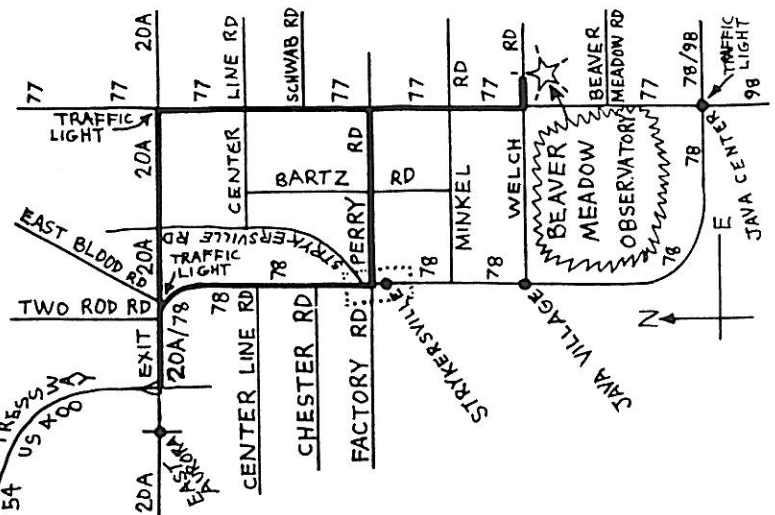 20A
77
77
LINE RD
SCHWAB RD
77
RD
77
RD
BEAVER
MEADOW RD
77
78/98
TRAFFIC
LIGHT
98
TRAFFIC
LIGHT
20A
CENTER
BARTZ RD
RD
PERRY
MINKEL
WELCH
BEAVER
MEADOW
OBSERVATORY
78
JAVA CENTER
EAST BLOOD RD
20A
STRYKERSVILLE RD
TRAFFIC
LIGHT
TWO ROD RD
78
78
78
78
78
E
N
EXIT
20A/78
CENTER LINE RD
CHESTER RD
FACTORY RD
STRYKERSVILLE
JAVA VILLAGE
US 400
54
20A
EAST
AURORA